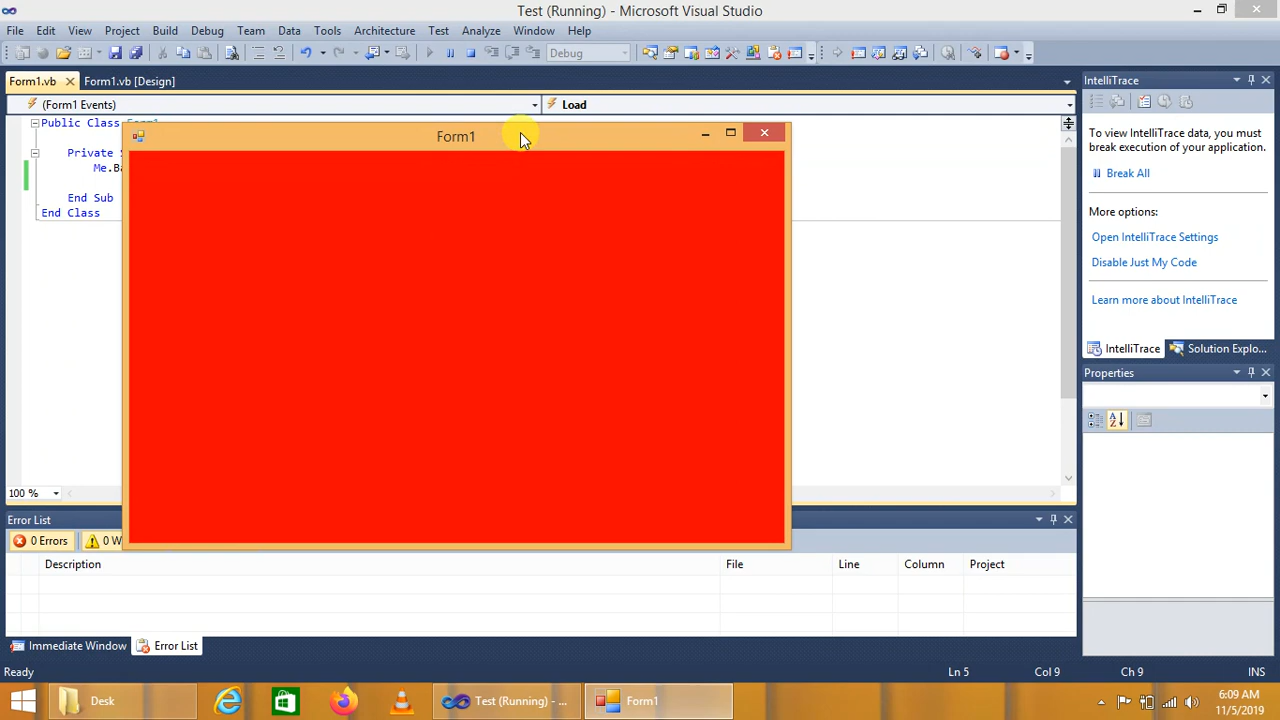 Test (Running) - Microsoft Visual Studio
File Edit View Project Build Debug Team Data Tools Architecture Test Analyze Window Help
Debug
Form1.vb Form1.vb [Design]
(Form1 Events) Load
Public Class Form1
Private S
Me.Ba
End Sub
End Class
Form1
100 %
IntelliTrace
To view IntelliTrace data, you must
break execution of your application.
Break All
More options:
Open IntelliTrace Settings
Disable Just My Code
Learn more about IntelliTrace
IntelliTrace Solution Explo...
Properties
Error List
0 Errors 0 W
Description File Line Column Project
Immediate Window Error List
Ready Ln 5 Col 9 Ch 9 INS
Desk Test (Running) - ... Form1
6:09 AM
11/5/2019